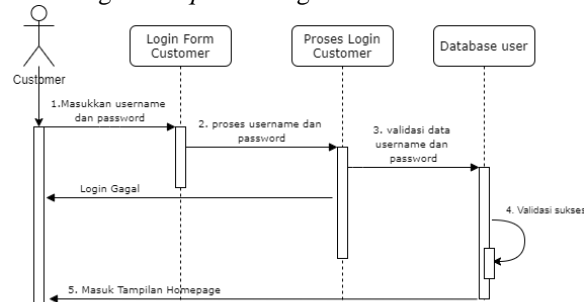 Login Form
Customer
Proses Login
Customer
Database user
Customer
1.Masukkan username
dan password
2. proses username dan
password
3. validasi data
username dan
password
Login Gagal
4. Validasi sukses
5. Masuk Tampilan Homepage